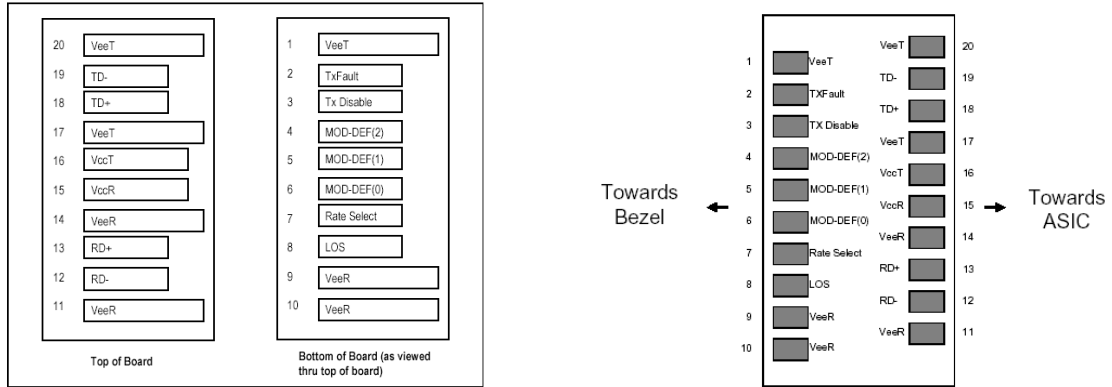 20 VeeT
19 TD-
18 TD+
17 VeeT
16 VccT
15 VccR
14 VeeR
13 RD+
12 RD-
11 VeeR
Top of Board
1 VeeT
2 TxFault
3 Tx Disable
4 MOD-DEF(2)
5 MOD-DEF(1)
6 MOD-DEF(0)
7 Rate Select
8 LOS
9 VeeR
10 VeeR
Bottom of Board (as viewed
thru top of board)
Towards
Bezel
1 VeeT
2 TXFault
3 TX Disable
4 MOD-DEF(2)
5 MOD-DEF(1)
6 MOD-DEF(0)
7 Rate Select
8 LOS
9 VeeR
10 VeeR
VeeT 20
TD- 19
TD+ 18
VeeT 17
VccT 16
VccR 15
VeeR 14
RD+ 13
RD- 12
VeeR 11
Towards
ASIC